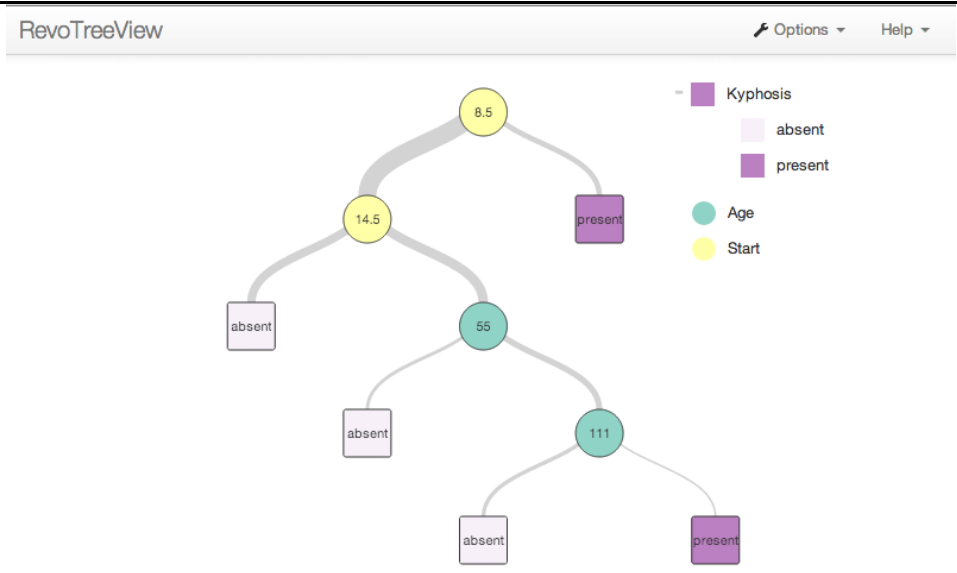 RevoTreeView
Options
Help
8.5
Kyphosis
absent
present
14.5
present
Age
Start
absent
55
absent
111
absent
present